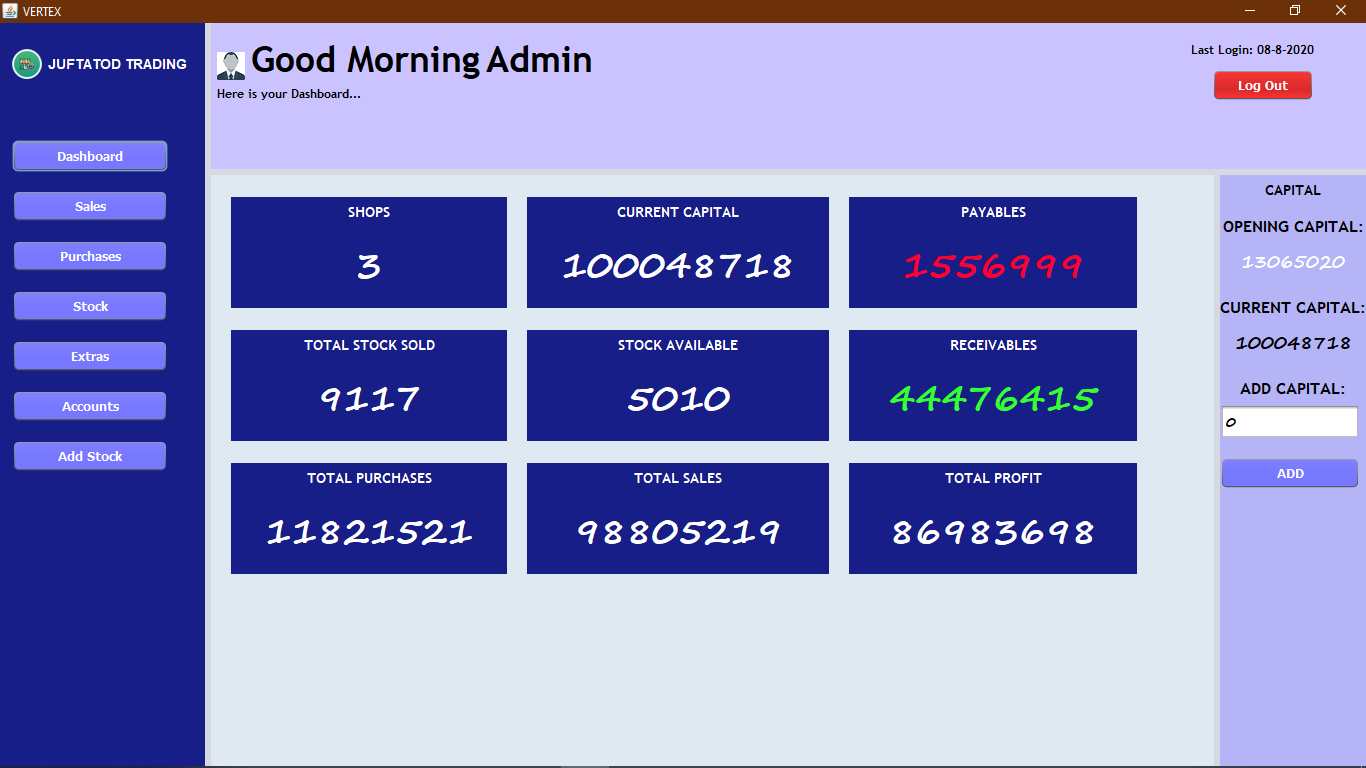 VERTEX
JUFTATOD TRADING
Dashboard
Sales
Purchases
Stock
Extras
Accounts
Add Stock
Good Morning Admin
Here is your Dashboard...
Last Login: 08-8-2020
Log Out
SHOPS
3
CURRENT CAPITAL
100048718
PAYABLES
1556999
TOTAL STOCK SOLD
9117
STOCK AVAILABLE
5010
RECEIVABLES
44476415
TOTAL PURCHASES
11821521
TOTAL SALES
98805219
TOTAL PROFIT
86983698
CAPITAL
OPENING CAPITAL:
13065020
CURRENT CAPITAL:
100048718
ADD CAPITAL:
0
ADD